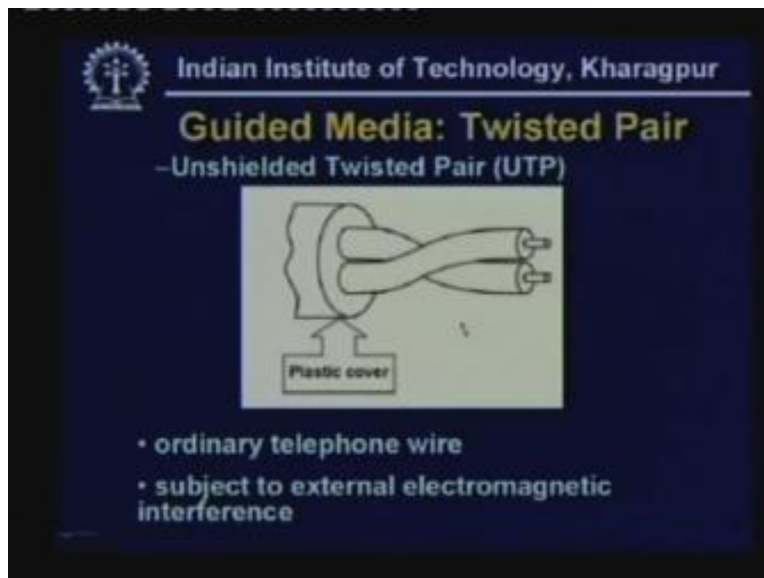 Indian Institute of Technology, Kharagpur
Guided Media: Twisted Pair
–Unshielded Twisted Pair (UTP)
Plastic cover
• ordinary telephone wire
• subject to external electromagnetic
interference